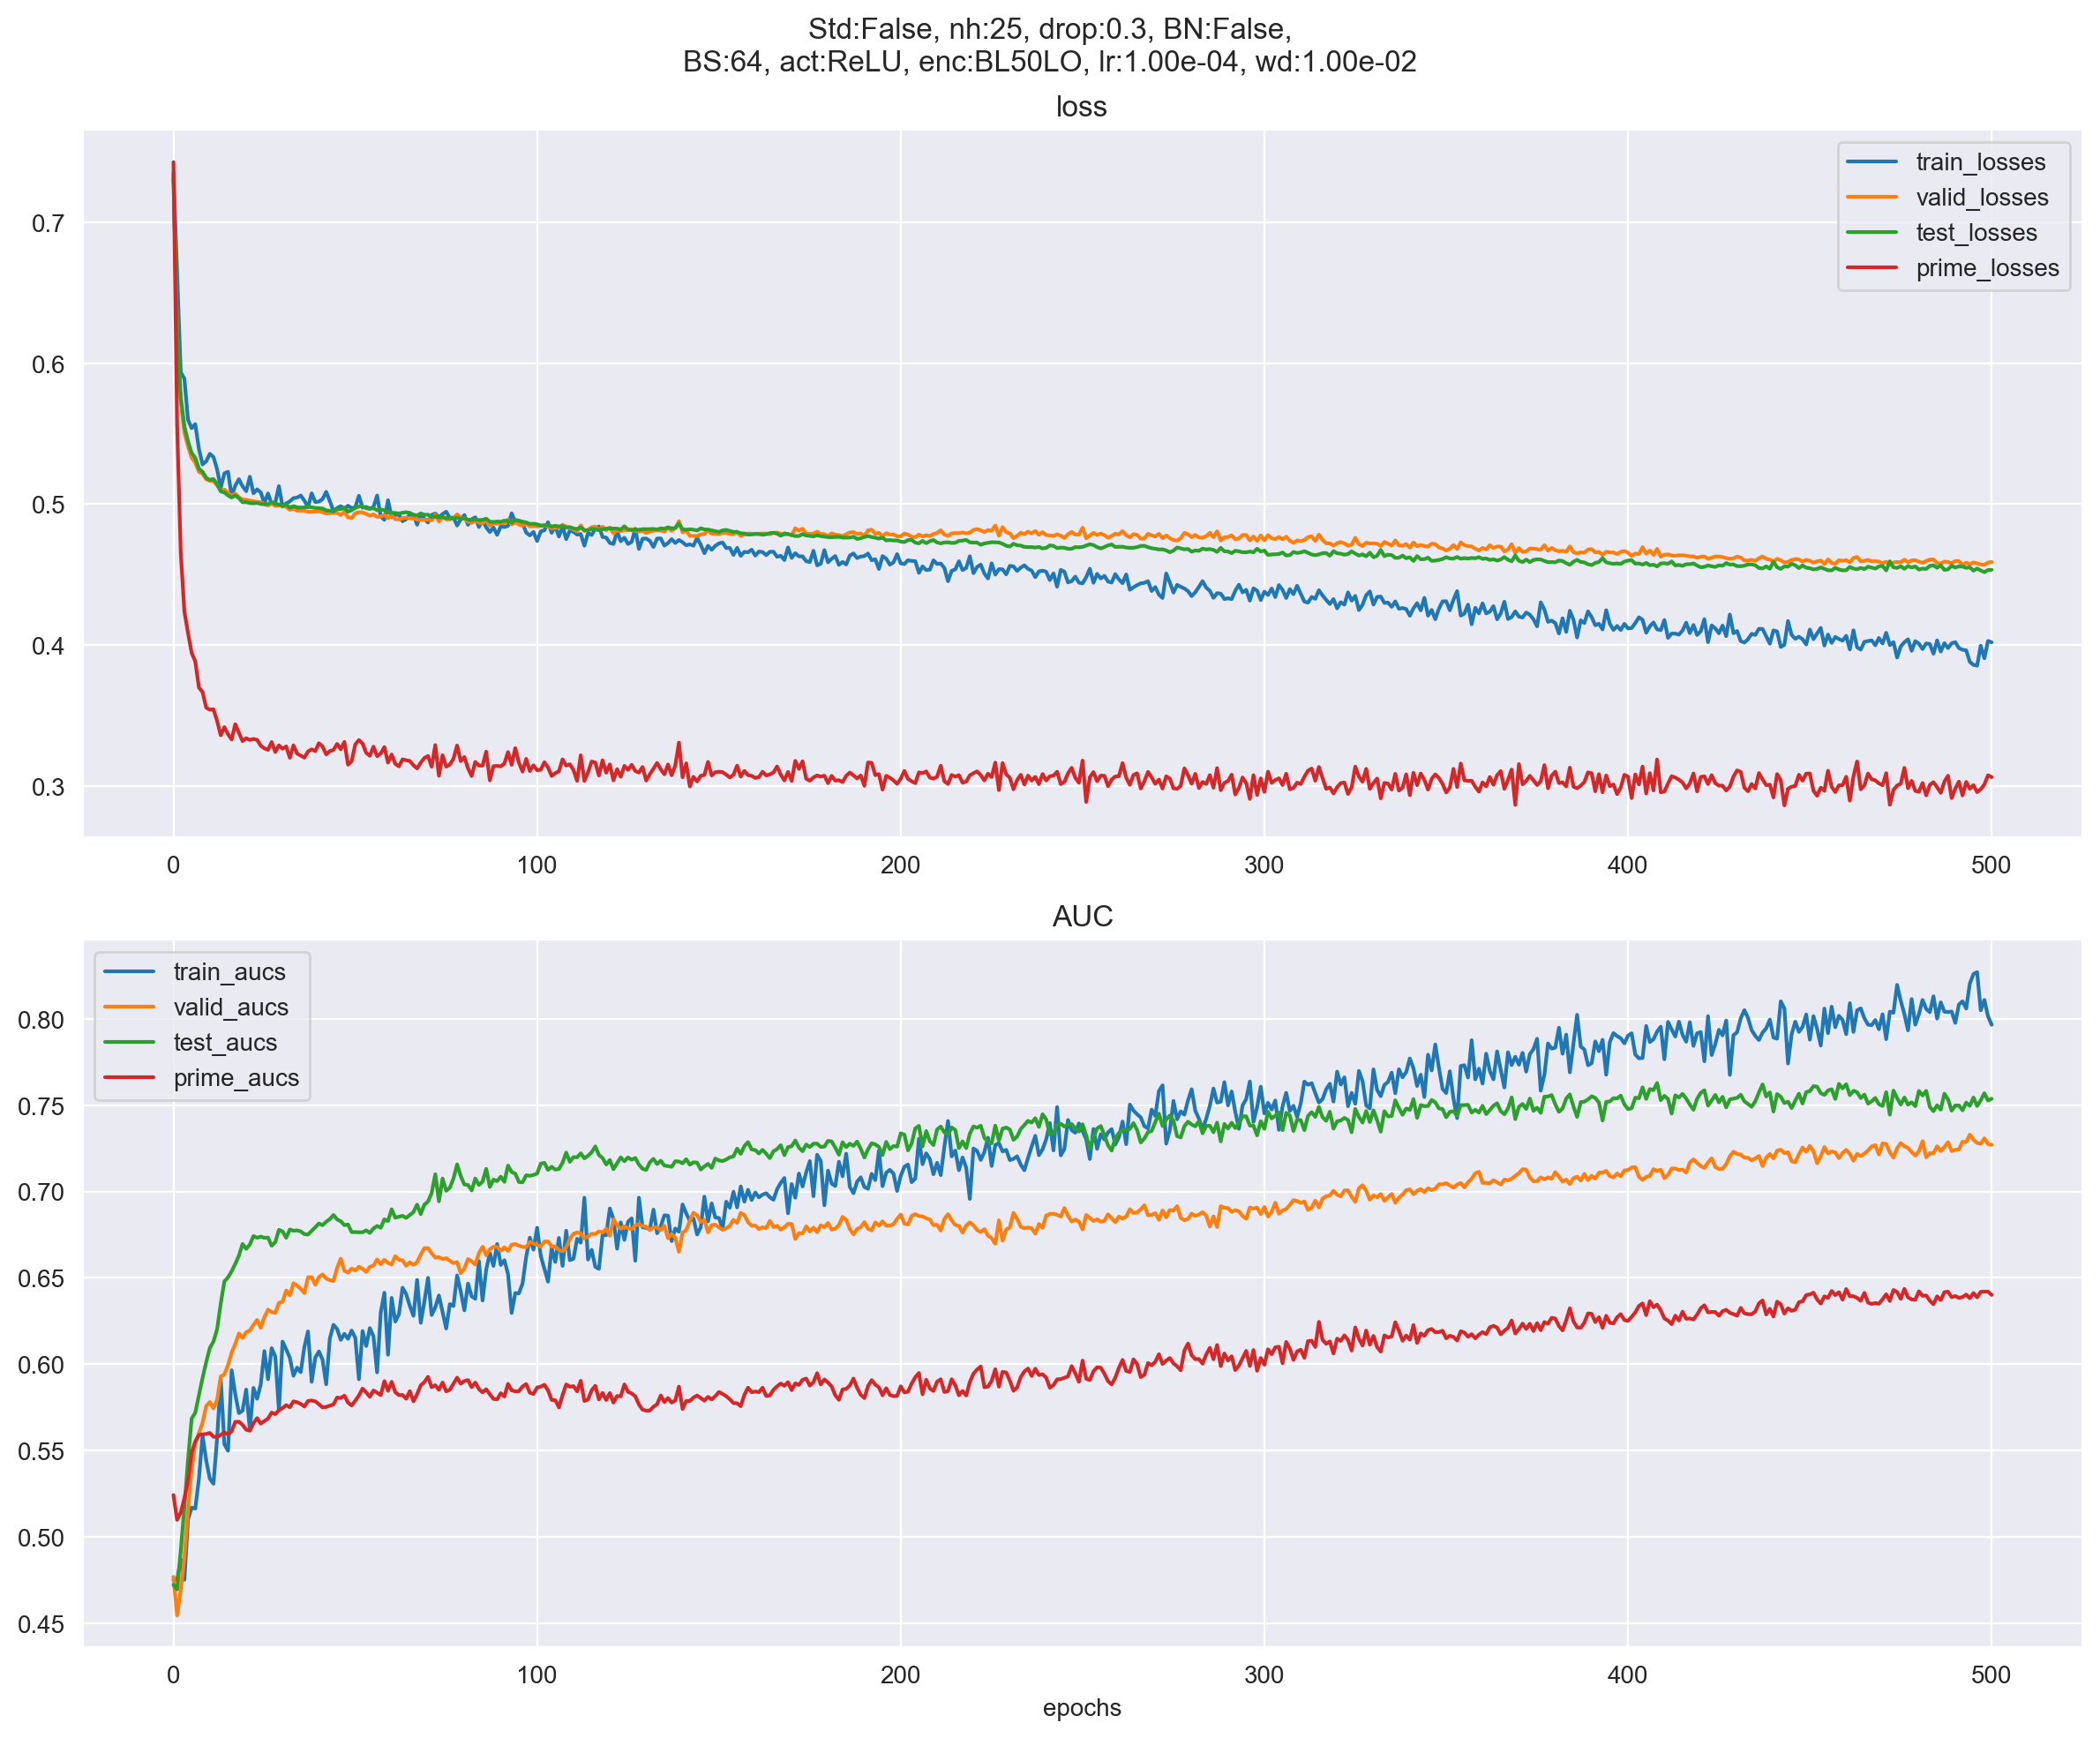 Std:False, nh:25, drop:0.3, BN:False,
BS:64, act:ReLU, enc:BL50LO, lr:1.00e-04, wd:1.00e-02
loss
train_losses
valid_losses
test_losses
prime_losses
0.7
0.6
0.5
0.4
0.3
0 100 200 300 400 500
AUC
train_aucs
valid_aucs
test_aucs
prime_aucs
0.80
0.75
0.70
0.65
0.60
0.55
0.50
0.45
0 100 200 300 400 500
epochs